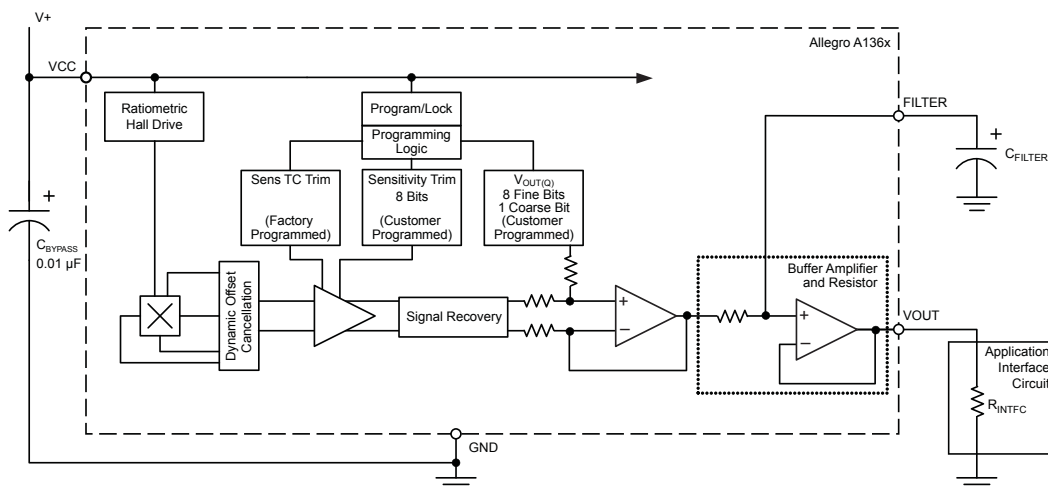 V+
Allegro A136x
VCC
Ratiometric
Hall Drive
Program/Lock
Programming
Logic
FILTER
+
CFILTER
Sens TC Trim
(Factory
Programmed)
Sensitivity Trim
8 Bits
(Customer
Programmed)
VOUT(Q)
8 Fine Bits
1 Coarse Bit
(Customer
Programmed)
+
CBYPASS
0.01 µF
Dynamic Offset
Cancellation
Signal Recovery
+
–
Buffer Amplifier
and Resistor
+
–
VOUT
Application
Interface
Circuit
RINTFC
GND